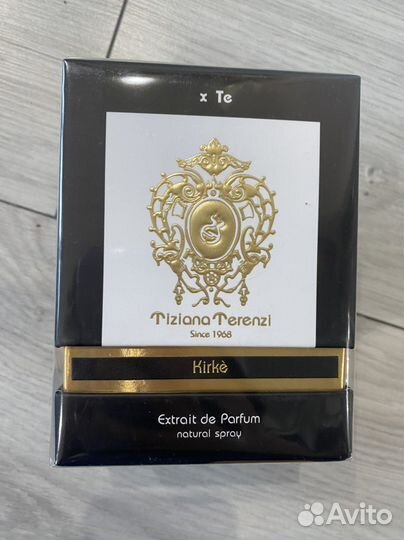 x Te
Tiziana Terenzi
Since 1968
Kirkè
Extrait de Parfum
natural spray
Avito